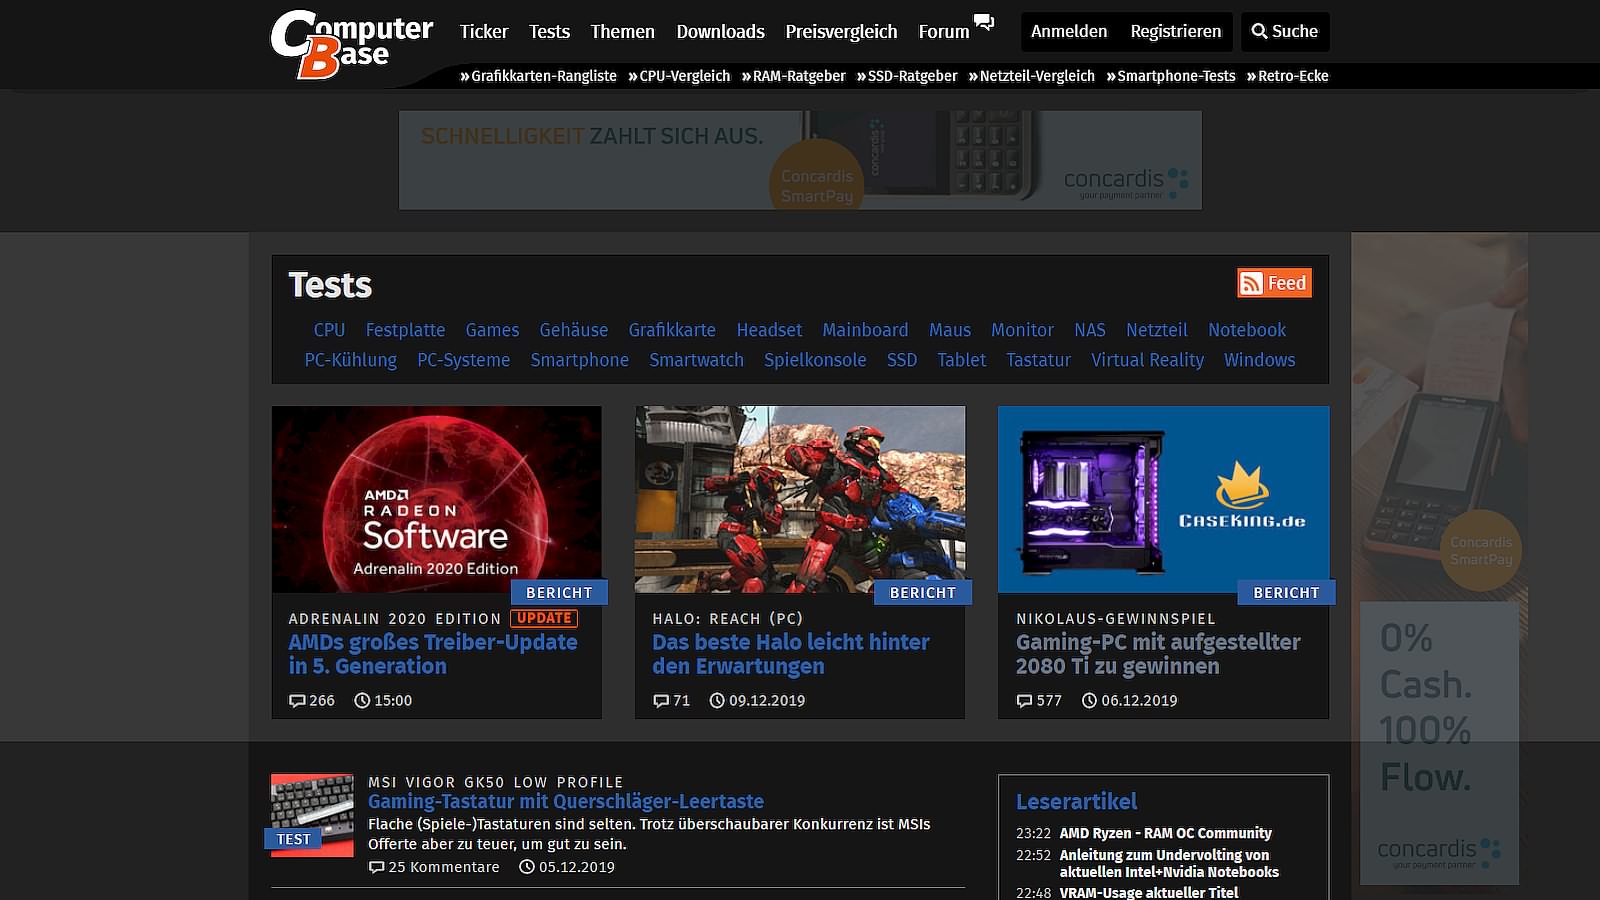 Computer Base
Ticker Tests Themen Downloads Preisvergleich Forum Anmelden Registrieren Suche
» Grafikkarten-Rangliste » CPU-Vergleich » RAM-Ratgeber » SSD-Ratgeber » Netzteil-Vergleich » Smartphone-Tests » Retro-Ecke
SCHNELLIGKEIT ZAHLT SICH AUS.
concardis
Concardis
SmartPay
concardis
your payment partner.
Tests
Feed
CPU Festplatte Games Gehäuse Grafikkarte Headset Mainboard Maus Monitor NAS Netzteil Notebook
PC-Kühlung PC-Systeme Smartphone Smartwatch Spielkonsole SSD Tablet Tastatur Virtual Reality Windows
AMD
RADEON
Software
Adrenalin 2020 Edition
BERICHT
ADRENALIN 2020 EDITION UPDATE
AMDs großes Treiber-Update
in 5. Generation
266 15:00
BERICHT
HALO: REACH (PC)
Das beste Halo leicht hinter
den Erwartungen
71 09.12.2019
CASEKING.de
BERICHT
NIKOLAUS-GEWINNSPIEL
Gaming-PC mit aufgestellter
2080 Ti zu gewinnen
577 06.12.2019
TEST
MSI VIGOR GK50 LOW PROFILE
Gaming-Tastatur mit Querschläger-Leertaste
Flache (Spiele-)Tastaturen sind selten. Trotz überschaubarer Konkurrenz ist MSIs
Offerte aber zu teuer, um gut zu sein.
25 Kommentare 05.12.2019
Leserartikel
23:22 AMD Ryzen - RAM OC Community
22:52 Anleitung zum Undervolting von
aktuellen Intel+Nvidia Notebooks
22:48 VRAM-Usage aktueller Titel
Concardis
SmartPay
0%
Cash.
100%
Flow.
concardis
your payment partner.